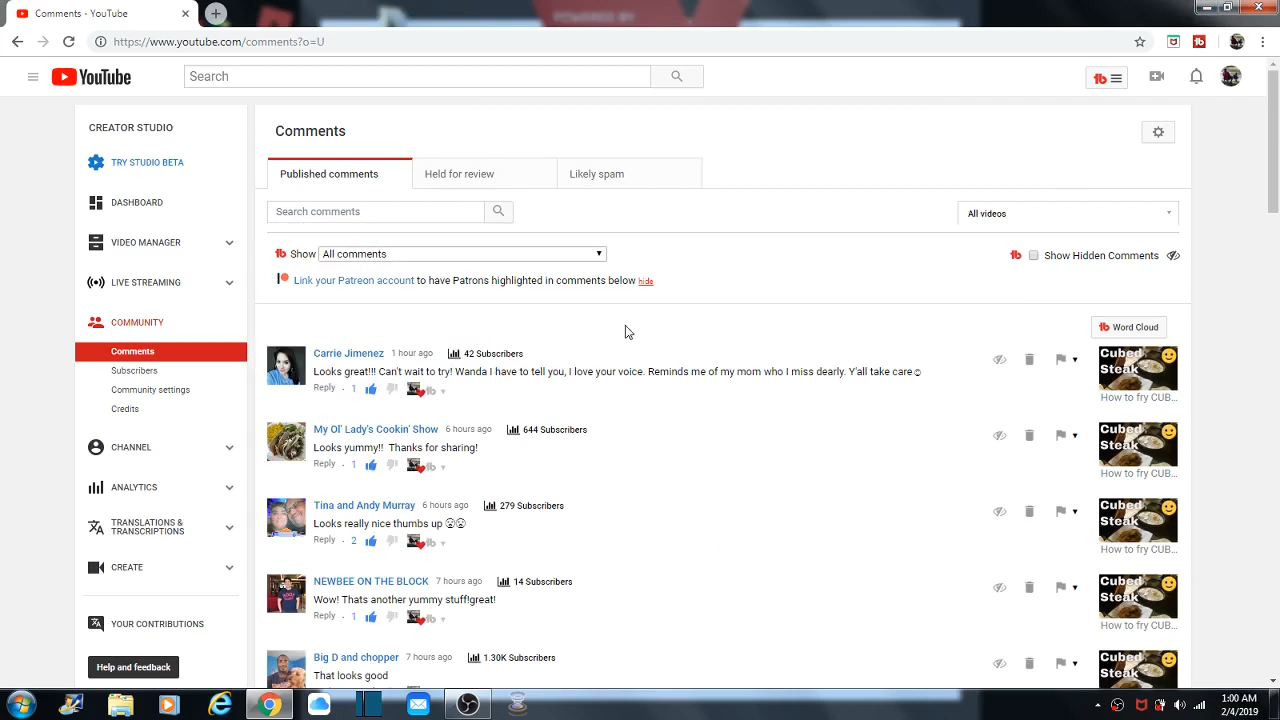 POWERED BY
Comments - YouTube
https://www.youtube.com/comments?o=U
YouTube
Search
tb
CREATOR STUDIO
TRY STUDIO BETA
DASHBOARD
VIDEO MANAGER
LIVE STREAMING
COMMUNITY
Comments
Subscribers
Community settings
Credits
CHANNEL
ANALYTICS
TRANSLATIONS &
TRANSCRIPTIONS
CREATE
YOUR CONTRIBUTIONS
Help and feedback
Comments
Published comments
Held for review
Likely spam
Search comments
All videos
tb Show All comments
tb Show Hidden Comments
Link your Patreon account to have Patrons highlighted in comments below hide
tb Word Cloud
Carrie Jimenez 1 hour ago 42 Subscribers
Looks great!!! Can't wait to try! Wanda I have to tell you, I love your voice. Reminds me of my mom who I miss dearly. Y'all take care☺
Reply · 1 tb
Cubed
Steak
How to fry CUB...
My Ol' Lady's Cookin' Show 6 hours ago 644 Subscribers
Looks yummy!! Thanks for sharing!
Reply · 1 tb
Cubed
Steak
How to fry CUB...
Tina and Andy Murray 6 hours ago 279 Subscribers
Looks really nice thumbs up
Reply · 2 tb
Cubed
Steak
How to fry CUB...
NEWBEE ON THE BLOCK 7 hours ago 14 Subscribers
Wow! Thats another yummy stuff!great!
Reply · 1 tb
Cubed
Steak
How to fry CUB...
Big D and chopper 7 hours ago 1.30K Subscribers
That looks good
Cubed
Steak
1:00 AM
2/4/2019